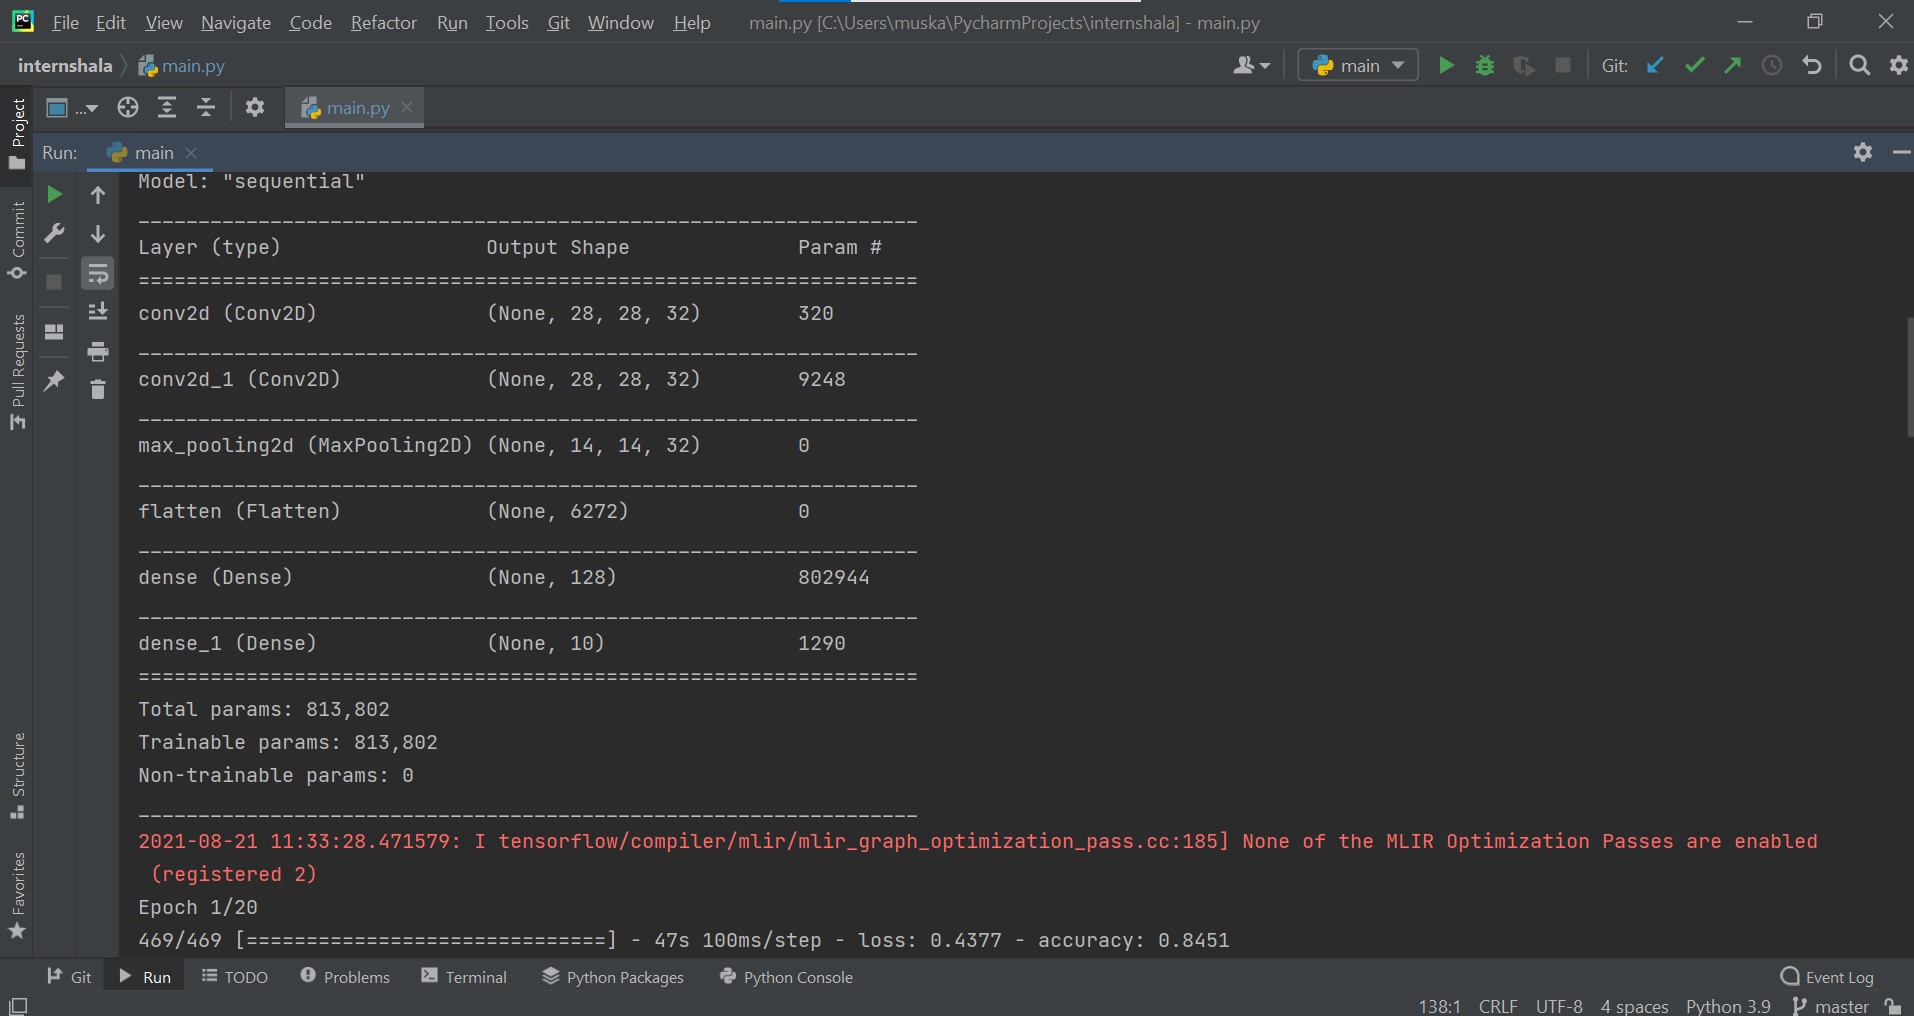 PC File Edit View Navigate Code Refactor Run Tools Git Window Help main.py [C:\Users\muska\PycharmProjects\internshala] - main.py
internshala main.py main Git:
... main.py
Run: main
Project
Commit
Pull Requests
Structure
Favorites
Model: "sequential"
_________________________________________________________________
Layer (type) Output Shape Param #
=================================================================
conv2d (Conv2D) (None, 28, 28, 32) 320
_________________________________________________________________
conv2d_1 (Conv2D) (None, 28, 28, 32) 9248
_________________________________________________________________
max_pooling2d (MaxPooling2D) (None, 14, 14, 32) 0
_________________________________________________________________
flatten (Flatten) (None, 6272) 0
_________________________________________________________________
dense (Dense) (None, 128) 802944
_________________________________________________________________
dense_1 (Dense) (None, 10) 1290
=================================================================
Total params: 813,802
Trainable params: 813,802
Non-trainable params: 0
_________________________________________________________________
2021-08-21 11:33:28.471579: I tensorflow/compiler/mlir/mlir_graph_optimization_pass.cc:185] None of the MLIR Optimization Passes are enabled
(registered 2)
Epoch 1/20
469/469 [==============================] - 47s 100ms/step - loss: 0.4377 - accuracy: 0.8451
Git Run TODO Problems Terminal Python Packages Python Console Event Log
138:1 CRLF UTF-8 4 spaces Python 3.9 master